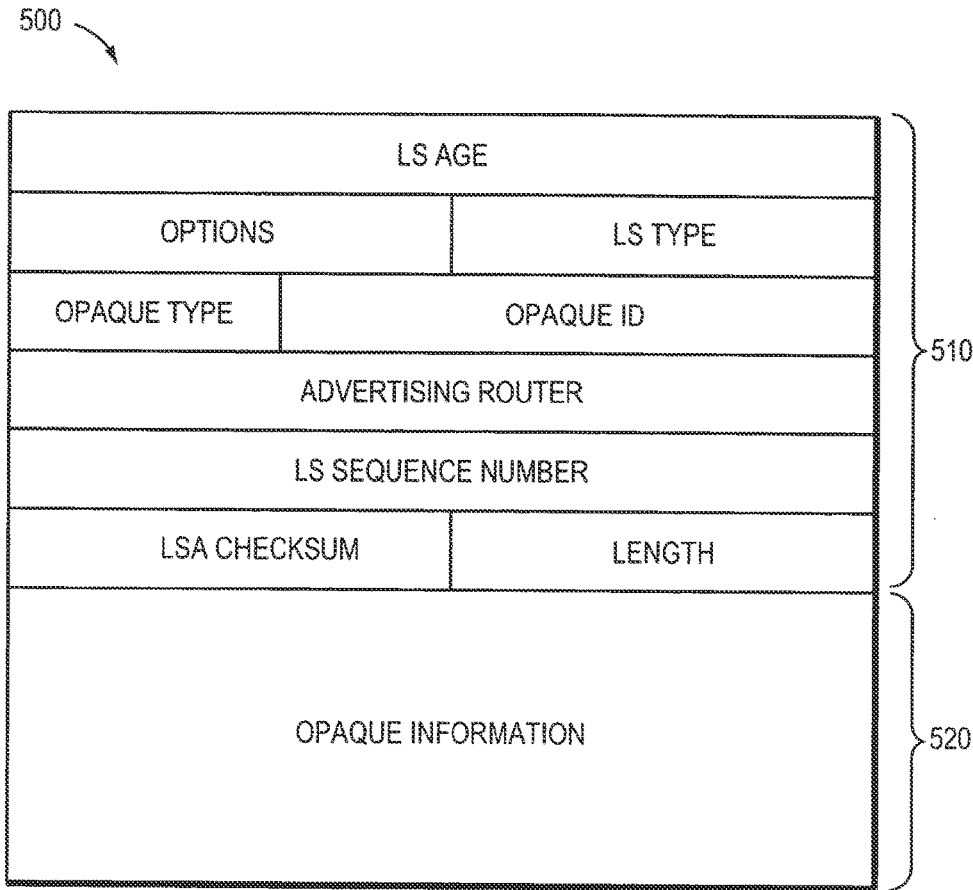 500
LS AGE
OPTIONS
LS TYPE
OPAQUE TYPE
OPAQUE ID
510
ADVERTISING ROUTER
LS SEQUENCE NUMBER
LSA CHECKSUM
LENGTH
OPAQUE INFORMATION
520